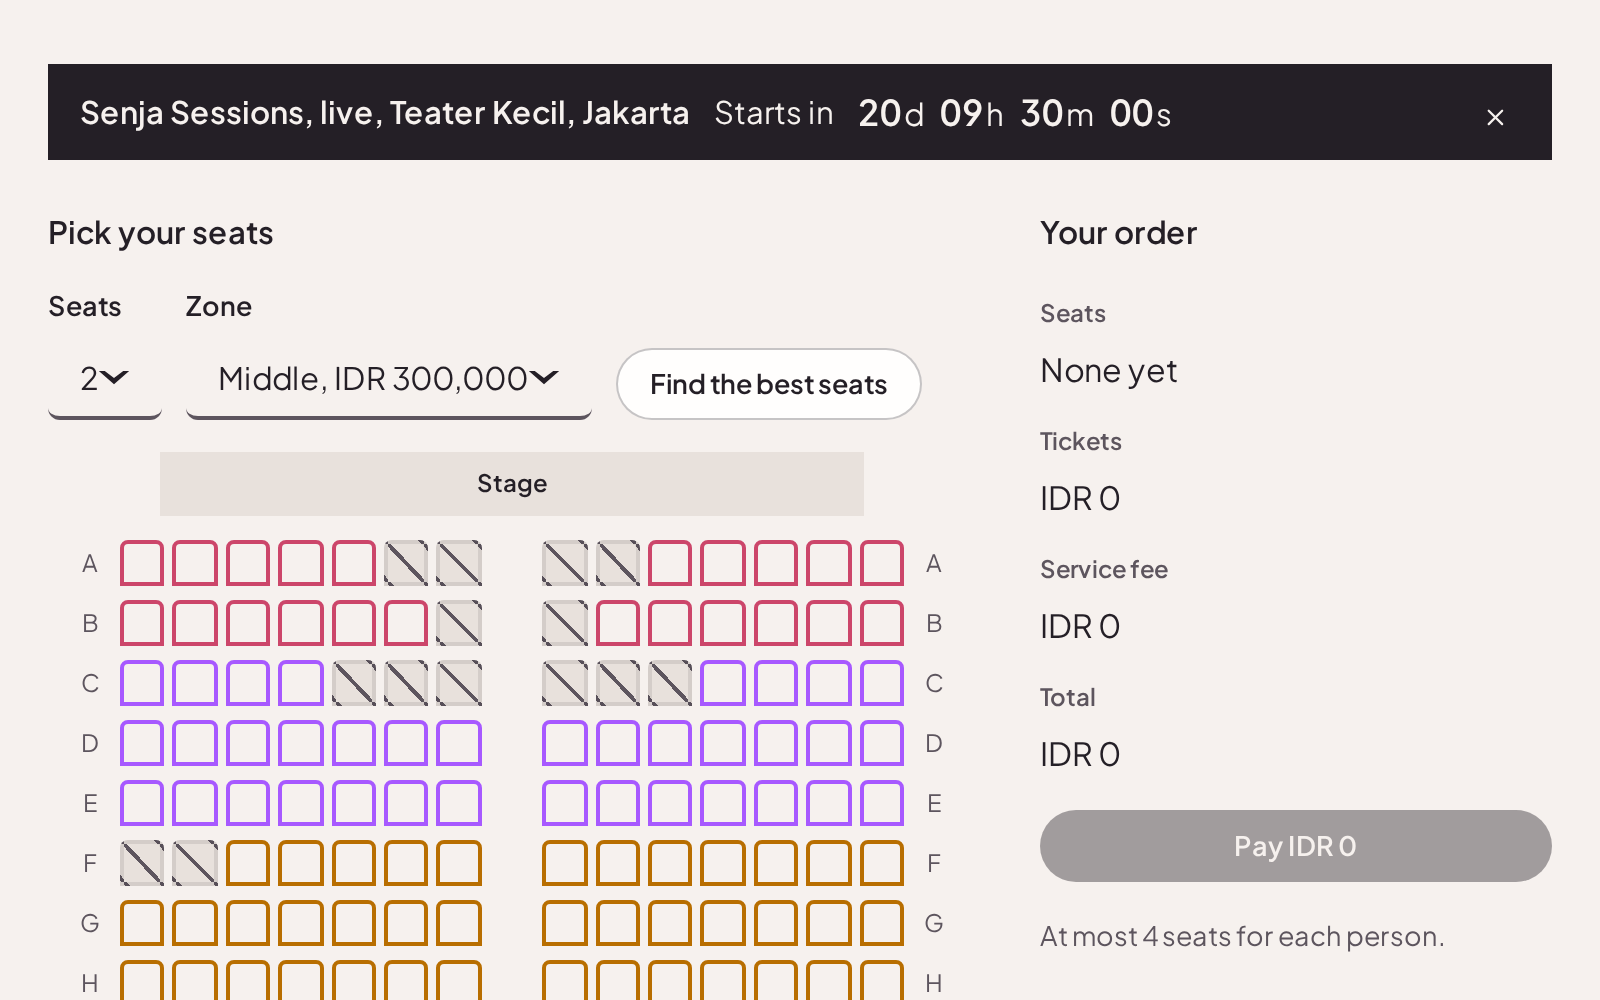 Senja Sessions, live, Teater Kecil, Jakarta Starts in 20d 09h 30m 00s ×
Pick your seats
Seats Zone
2 Middle, IDR 300,000 Find the best seats
Stage
A A
B B
C C
D D
E E
F F
G G
H H
Your order
Seats
None yet
Tickets
IDR 0
Service fee
IDR 0
Total
IDR 0
Pay IDR 0
At most 4 seats for each person.